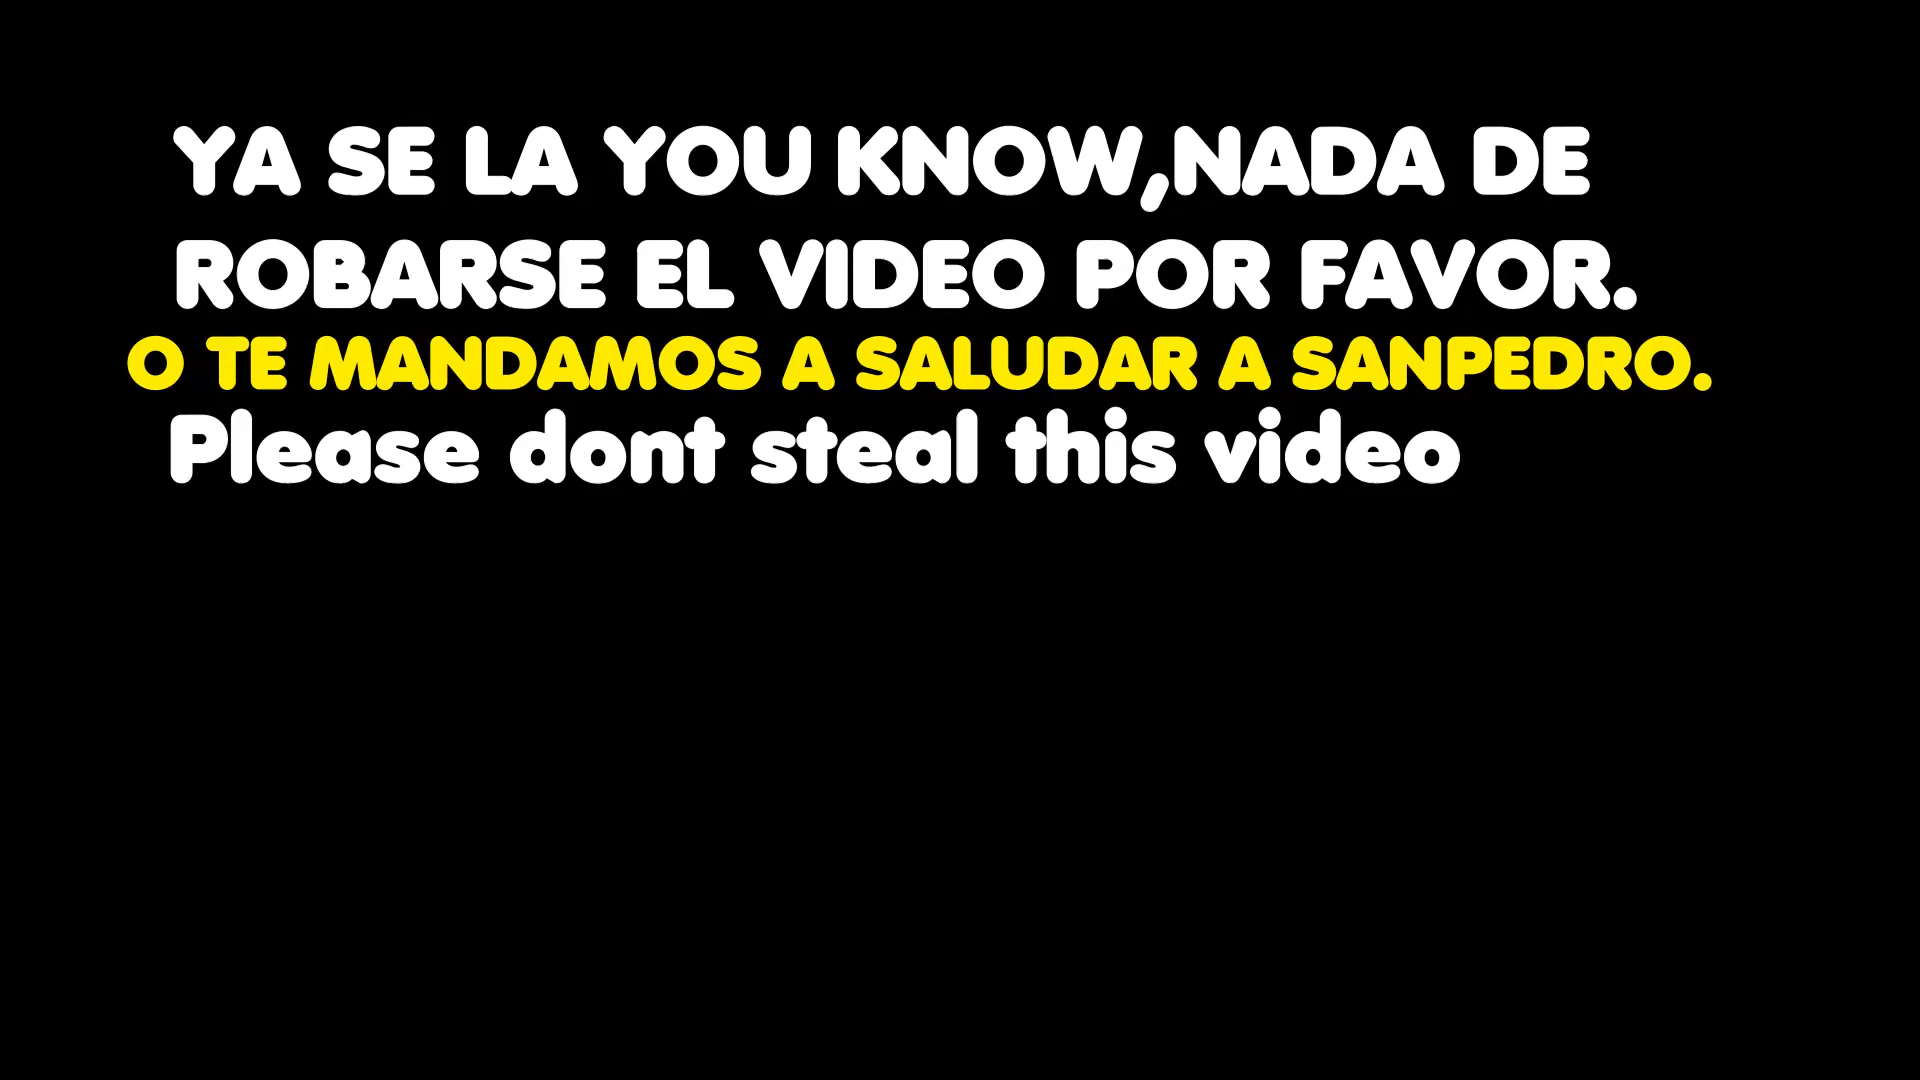 YA SE LA YOU KNOW,NADA DE
ROBARSE EL VIDEO POR FAVOR.
O TE MANDAMOS A SALUDAR A SANPEDRO.
Please dont steal this video